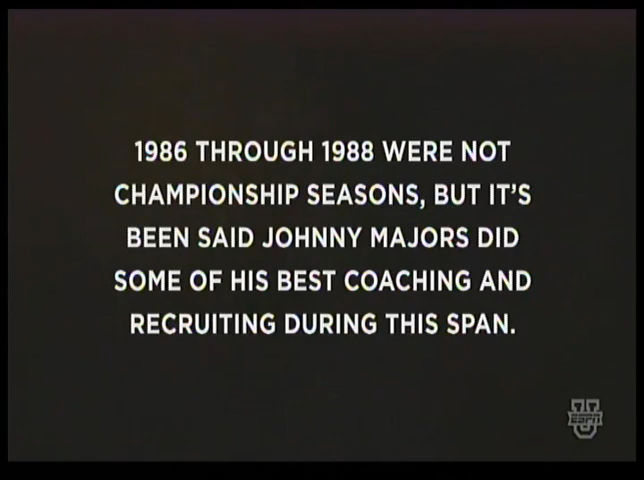 1986 THROUGH 1988 WERE NOT
CHAMPIONSHIP SEASONS, BUT IT'S
BEEN SAID JOHNNY MAJORS DID
SOME OF HIS BEST COACHING AND
RECRUITING DURING THIS SPAN.
ESPN
U